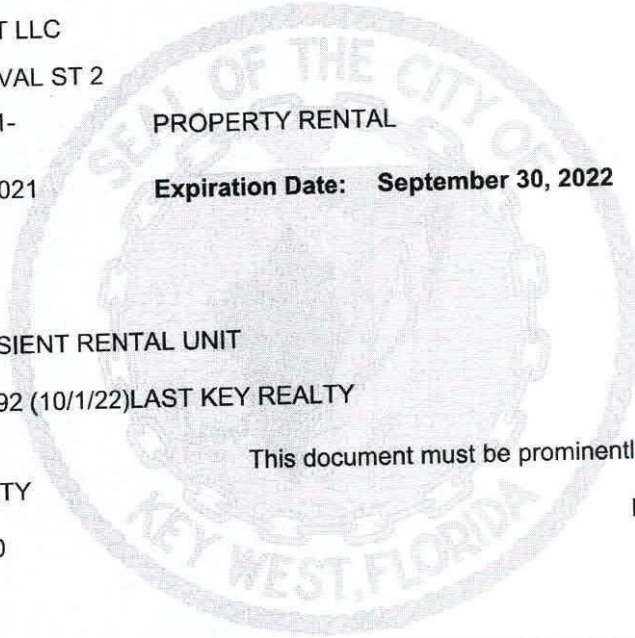 T LLC
VAL ST 2
PROPERTY RENTAL
021
Expiration Date: September 30, 2022
SIENT RENTAL UNIT
92 (10/1/22)LAST KEY REALTY
This document must be prominentl
TY
0
SEAL OF THE CITY OF
KEY WEST, FLORIDA